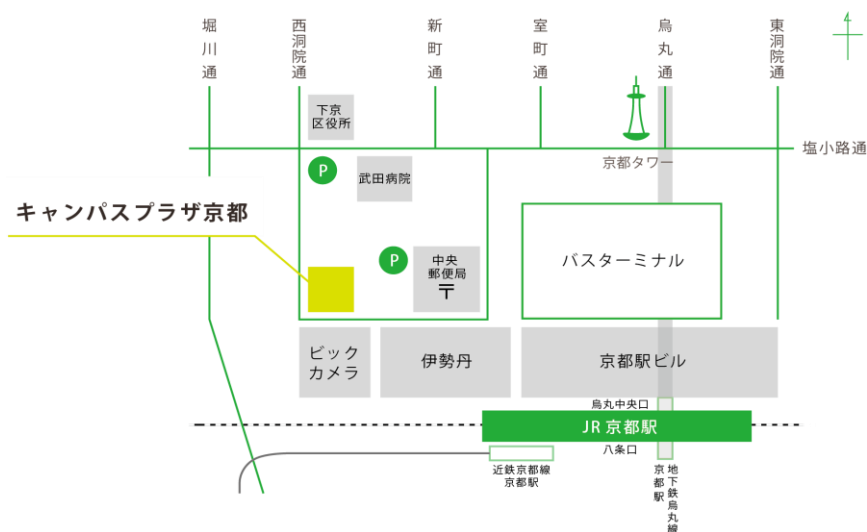 堀川通
西洞院通
新町通
室町通
烏丸通
東洞院通
4
下京
区役所
塩小路通
P
武田病院
京都タワー
キャンパスプラザ京都
P
中央
郵便局
〒
バスターミナル
ビック
カメラ
伊勢丹
京都駅ビル
烏丸中央口
JR 京都駅
八条口
近鉄京都線
京都駅
地下鉄烏丸線
京都駅